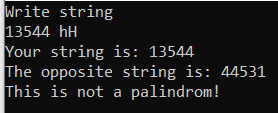 Write string
13544 hH
Your string is: 13544
The opposite string is: 44531
This is not a palindrom!